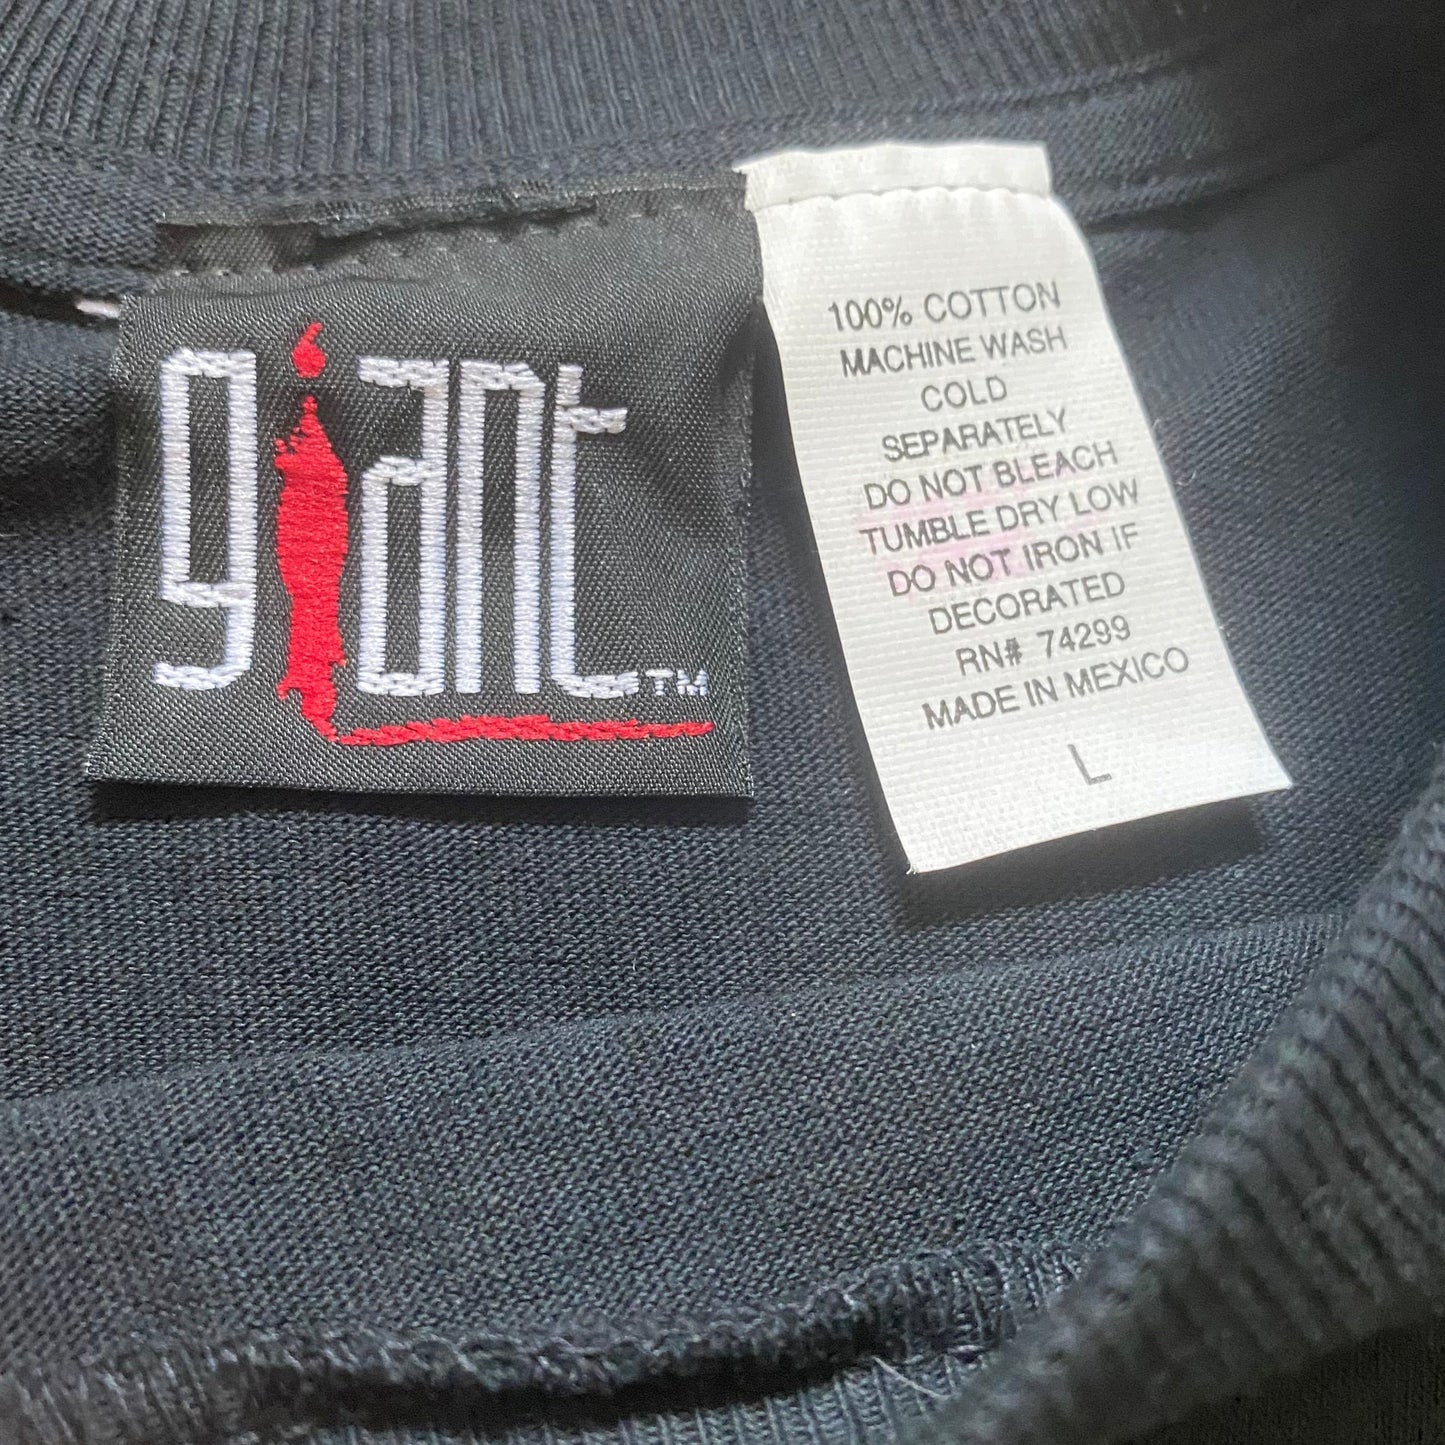 giant™
100% COTTON
MACHINE WASH
COLD
SEPARATELY
DO NOT BLEACH
TUMBLE DRY LOW
DO NOT IRON IF
DECORATED
RN# 74299
MADE IN MEXICO
L